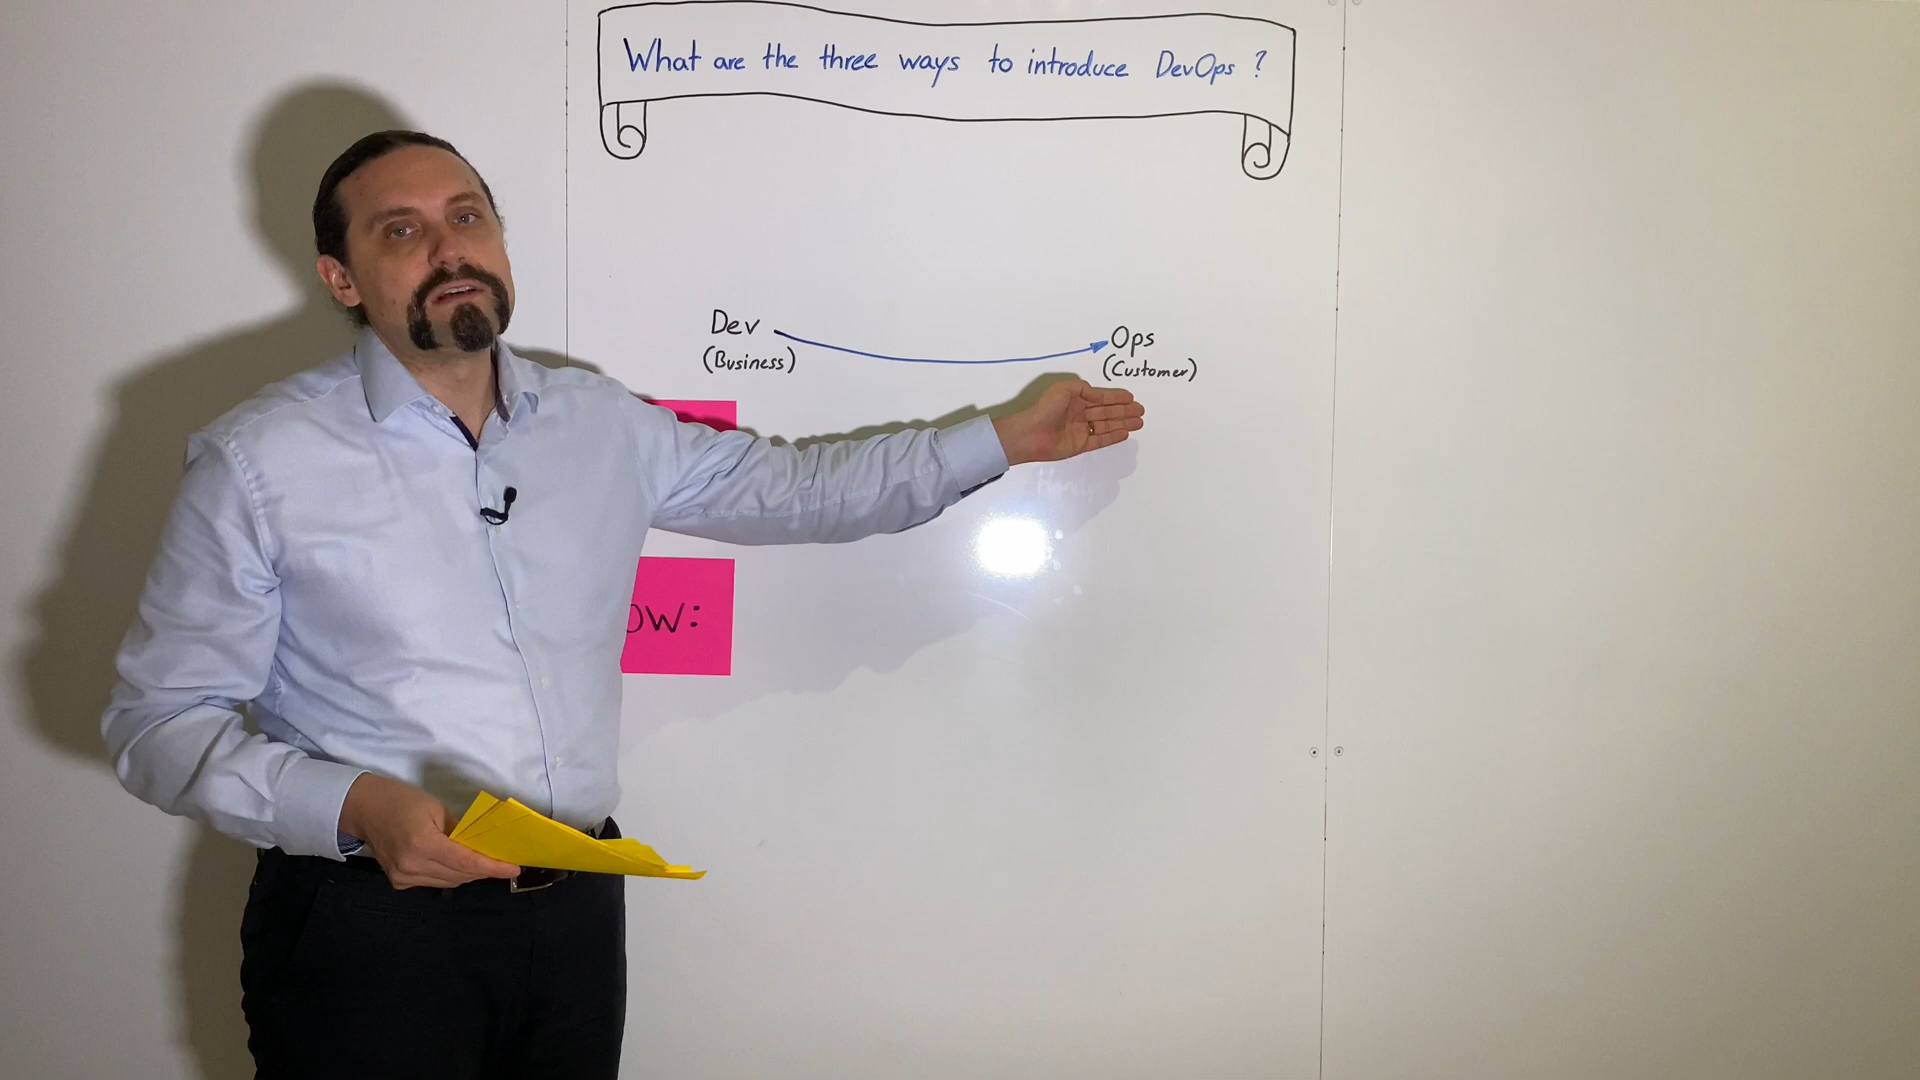 What are the three ways to introduce DevOps ?
Dev
(Business)
Ops
(Customer)
OW: